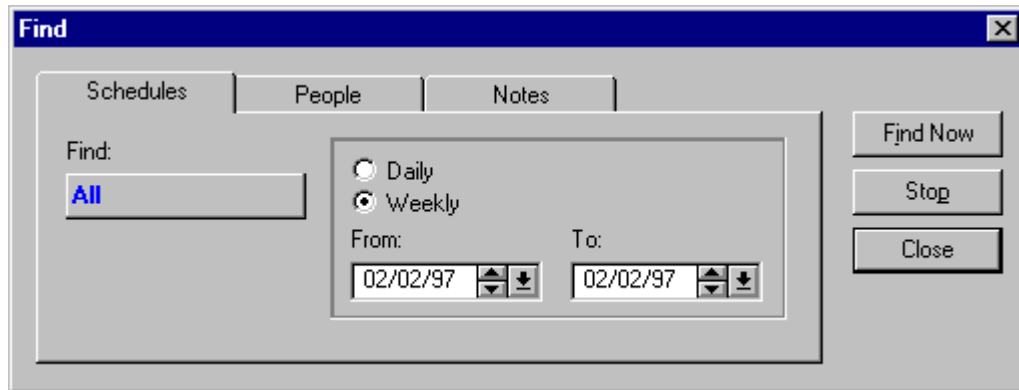 Find
Schedules People Notes
Find:
All
Daily
Weekly
From: To:
02/02/97 02/02/97
Find Now
Stop
Close